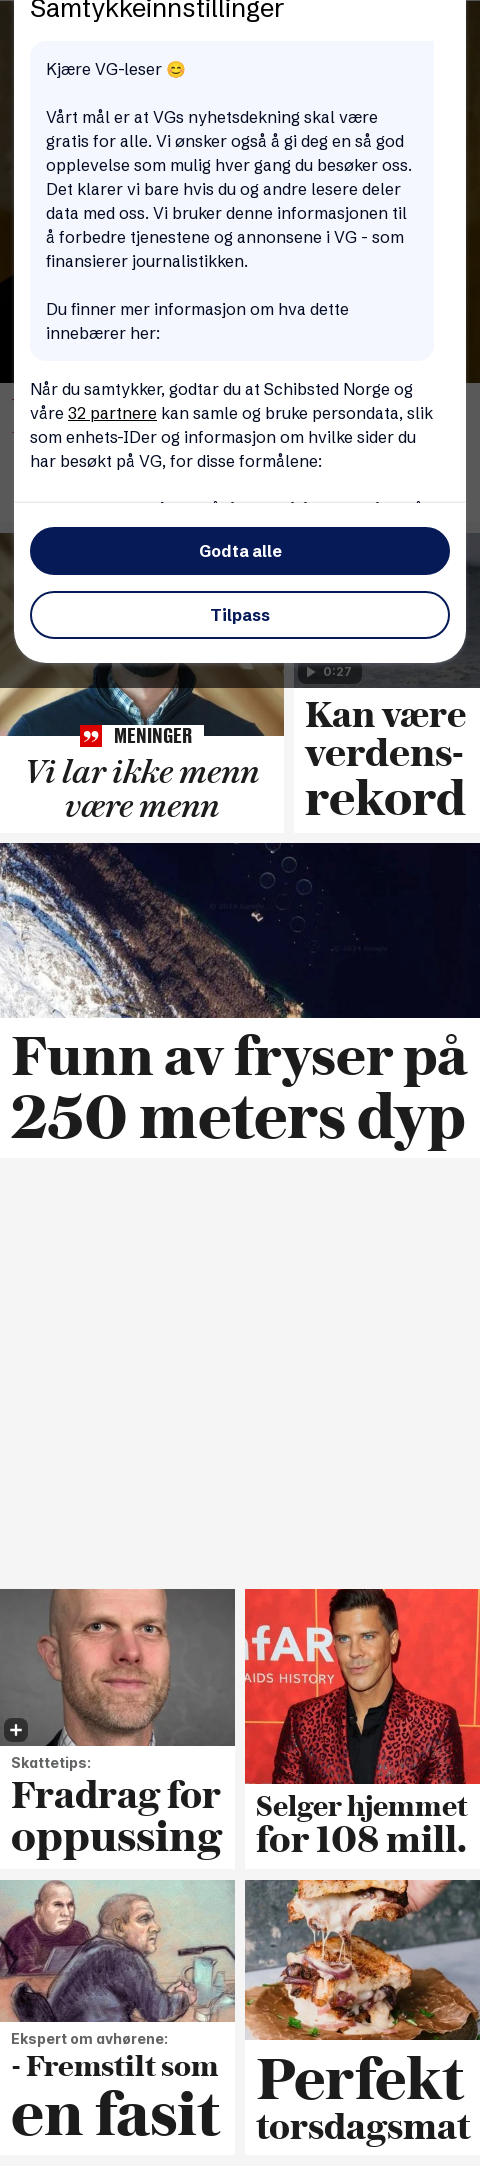 Samtykkeinnstillinger
Kjære VG-leser 😊
Vårt mål er at VGs nyhetsdekning skal være
gratis for alle. Vi ønsker også å gi deg en så god
opplevelse som mulig hver gang du besøker oss.
Det klarer vi bare hvis du og andre lesere deler
data med oss. Vi bruker denne informasjonen til
å forbedre tjenestene og annonsene i VG - som
finansierer journalistikken.
Du finner mer informasjon om hva dette
innebærer her:
Når du samtykker, godtar du at Schibsted Norge og
våre 32 partnere kan samle og bruke persondata, slik
som enhets-IDer og informasjon om hvilke sider du
har besøkt på VG, for disse formålene:
Godta alle
Tilpass
0:27
MENINGER
Vi lar ikke menn
være menn
Kan være
verdens-
rekord
Funn av fryser på
250 meters dyp
Skattetips:
Fradrag for
oppussing
nfAR
AIDS HISTORY
Selger hjemmet
for 108 mill.
Ekspert om avhørene:
- Fremstilt som
en fasit
Perfekt
torsdagsmat